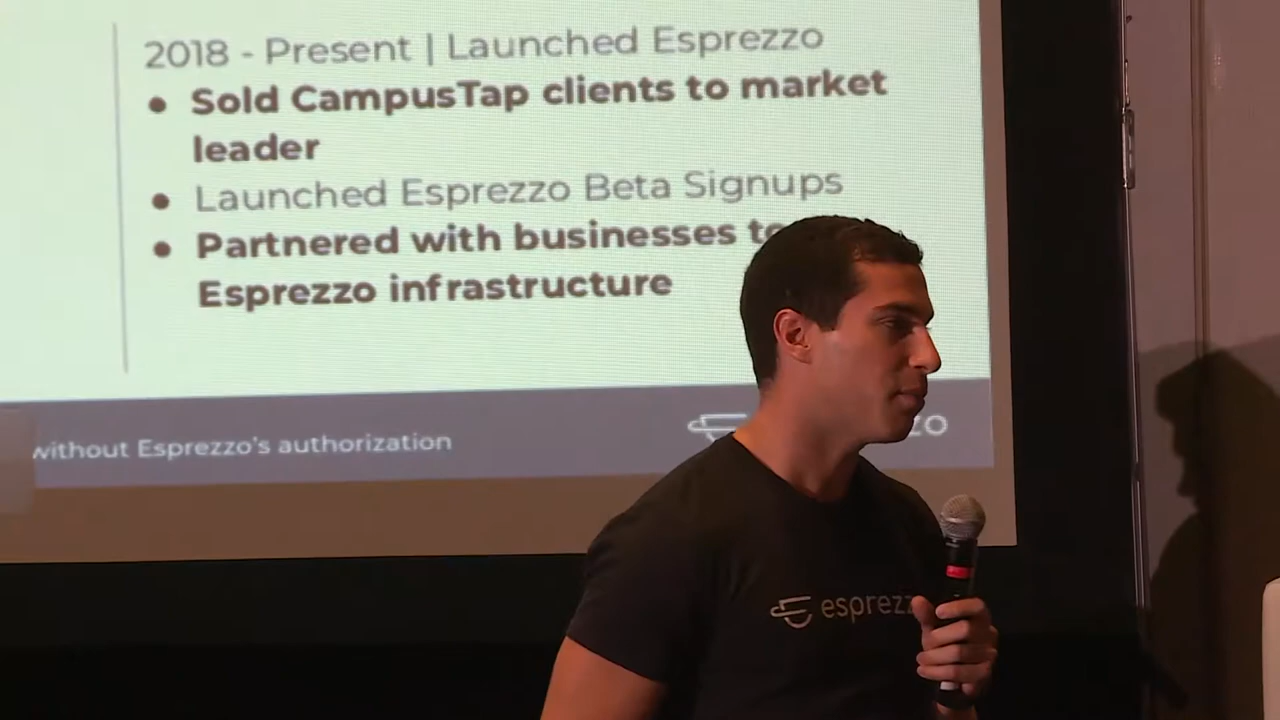 2018 - Present | Launched Esprezzo
● Sold CampusTap clients to market
leader
● Launched Esprezzo Beta Signups
● Partnered with businesses
Esprezzo infrastructure
without Esprezzo's authorization